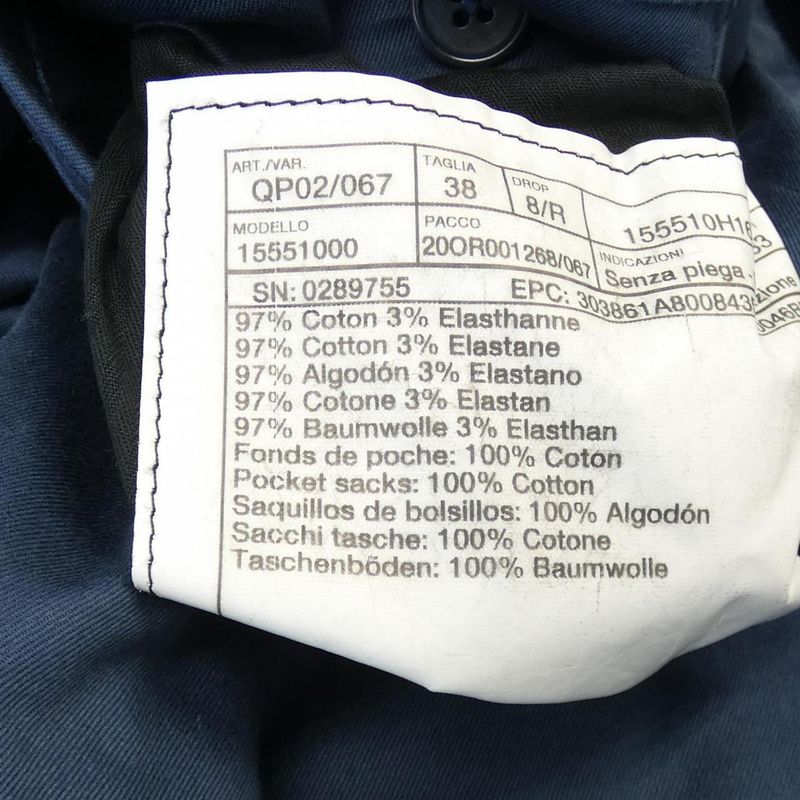 ART./VAR. TAGLIA DROP
QP02/067 38 8/R 155510H16
MODELLO PACCO INDICAZIONI
15551000 20OR001268/067 Senza piega
SN: 0289755 EPC: 303861A800843
97% Coton 3% Elasthanne
97% Cotton 3% Elastane
97% Algodón 3% Elastano
97% Cotone 3% Elastan
97% Baumwolle 3% Elasthan
Fonds de poche: 100% Coton
Pocket sacks: 100% Cotton
Saquillos de bolsillos: 100% Algodón
Sacchi tasche: 100% Cotone
Taschenböden: 100% Baumwolle